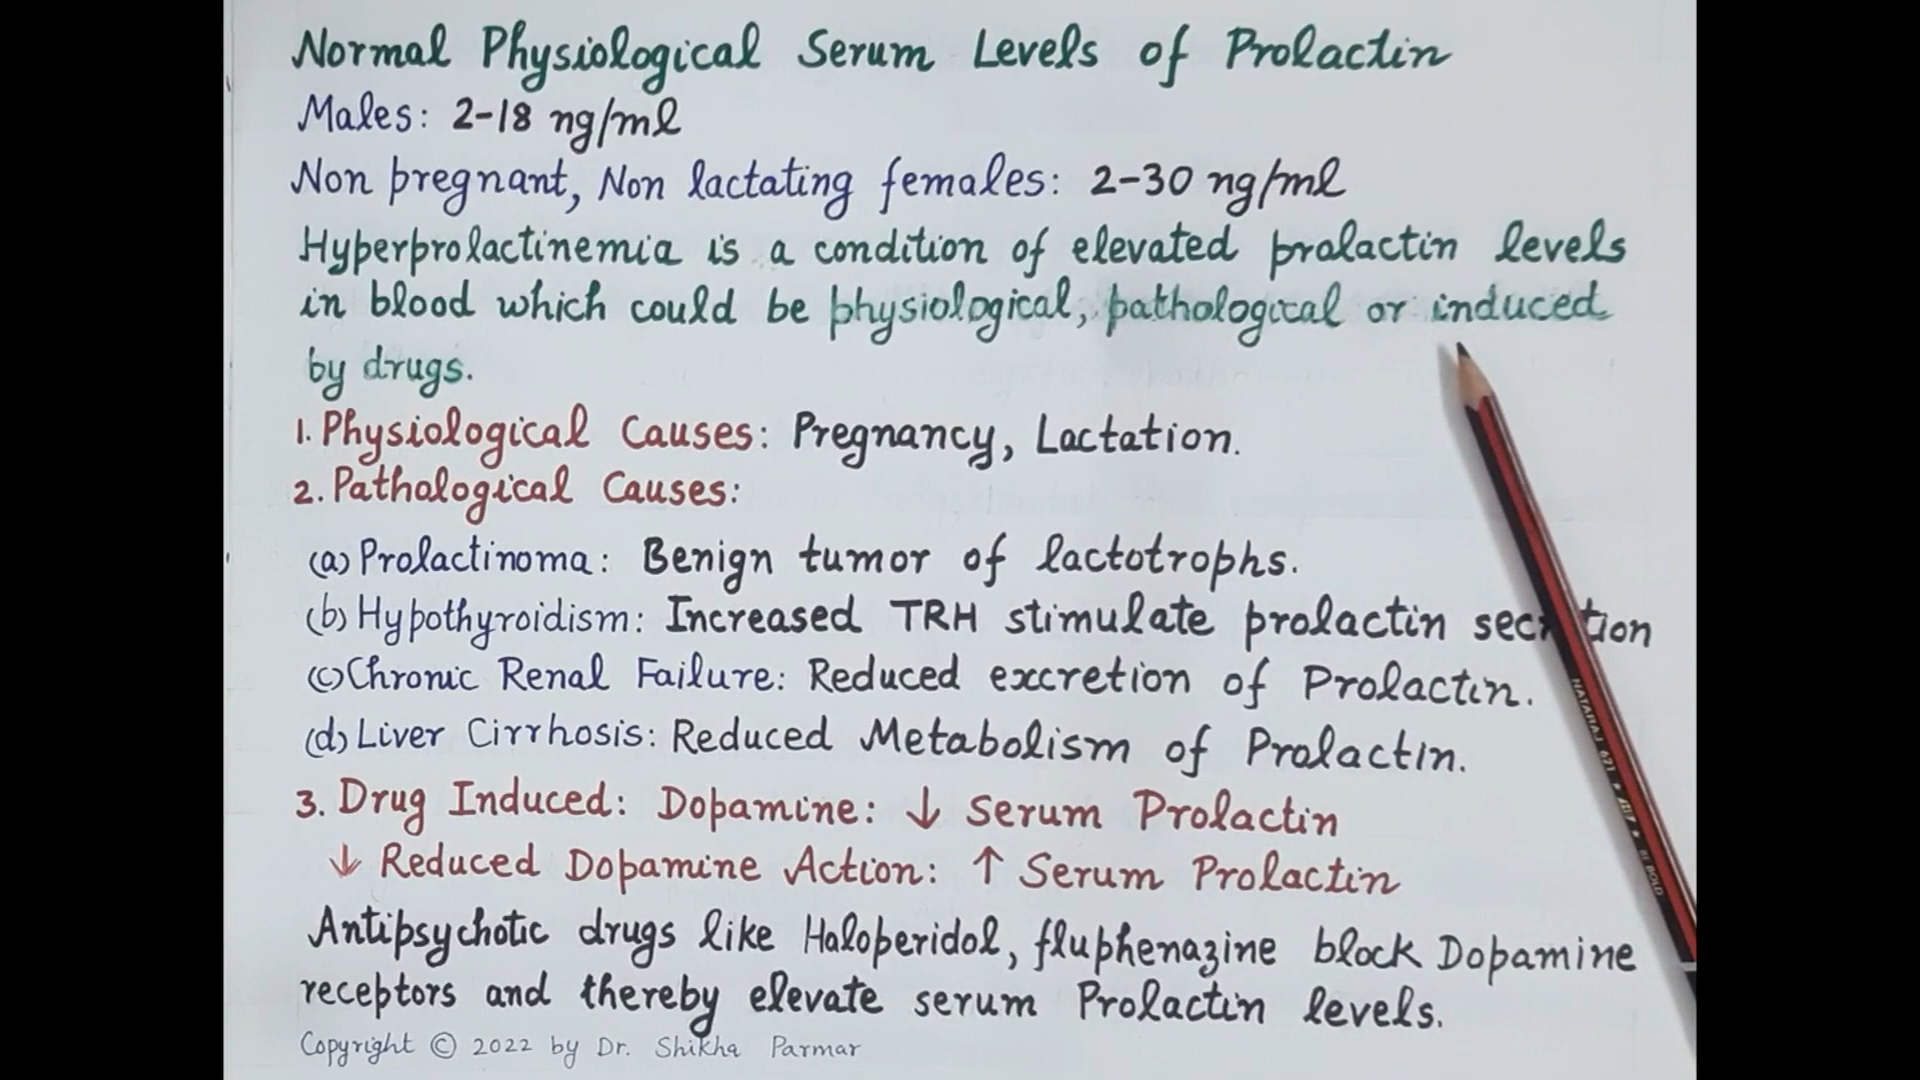 Normal Physiological Serum Levels of Prolactin
Males: 2-18 ng/ml
Non pregnant, Non lactating females: 2-30 ng/ml
Hyperprolactinemia is a condition of elevated prolactin levels
in blood which could be physiological, pathological or induced
by drugs.
1. Physiological Causes: Pregnancy, Lactation.
2. Pathological Causes:
(a) Prolactinoma: Benign tumor of lactotrophs.
(b) Hypothyroidism: Increased TRH stimulate prolactin secretion
(c) Chronic Renal Failure: Reduced excretion of Prolactin.
(d) Liver Cirrhosis: Reduced Metabolism of Prolactin.
3. Drug Induced: Dopamine: ↓ Serum Prolactin
↓ Reduced Dopamine Action: ↑ Serum Prolactin
Antipsychotic drugs like Haloperidol, fluphenazine block Dopamine
receptors and thereby elevate serum Prolactin levels.
Copyright © 2022 by Dr. Shikha Parmar
NATARAJ 621 BOLD